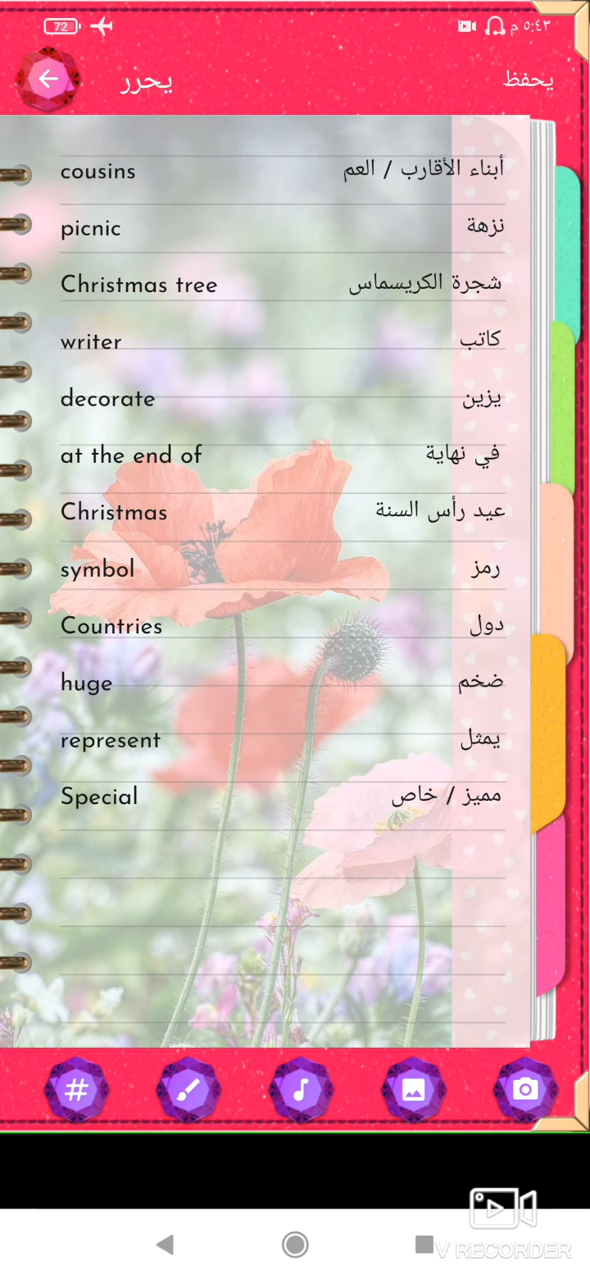 72 ٥:٤٣ م
يحرر يحفظ
cousins أبناء الأقارب / العم
picnic نزهة
Christmas tree شجرة الكريسماس
writer كاتب
decorate يزين
at the end of في نهاية
Christmas عيد رأس السنة
symbol رمز
Countries دول
huge ضخم
represent يمثل
Special مميز / خاص
#
V RECORDER